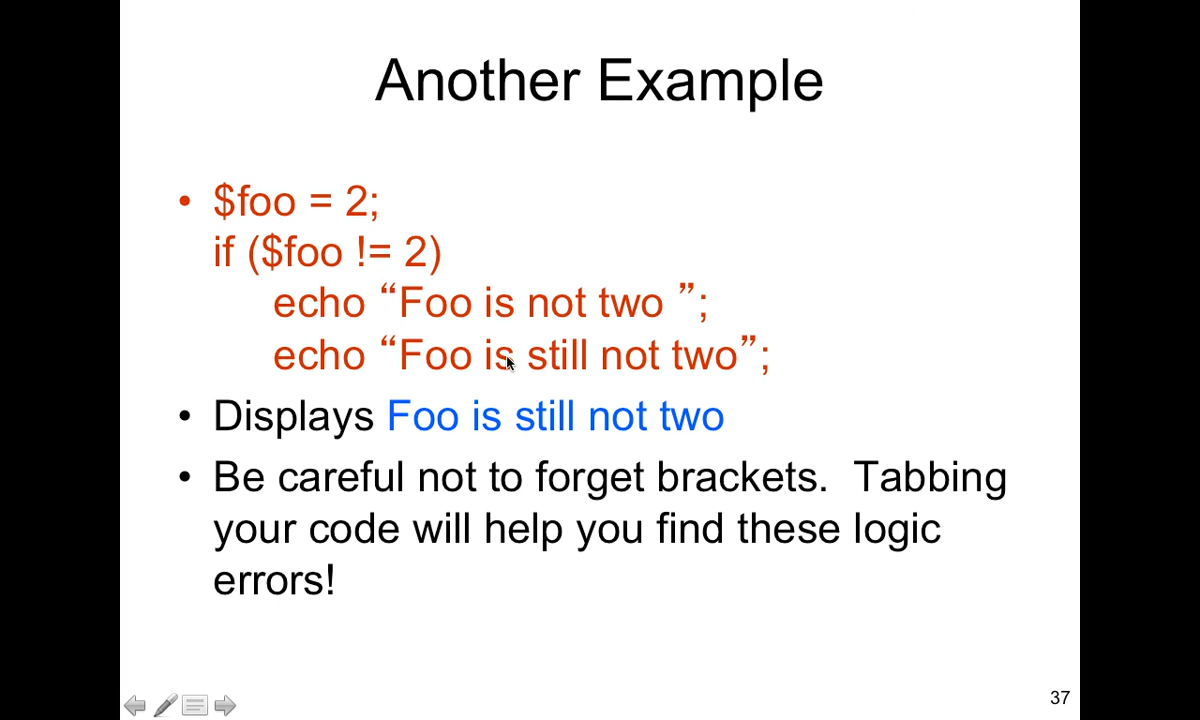 Another Example
• $foo = 2;
if ($foo != 2)
echo “Foo is not two ”;
echo “Foo is still not two”;
• Displays Foo is still not two
• Be careful not to forget brackets.  Tabbing
your code will help you find these logic
errors!
37